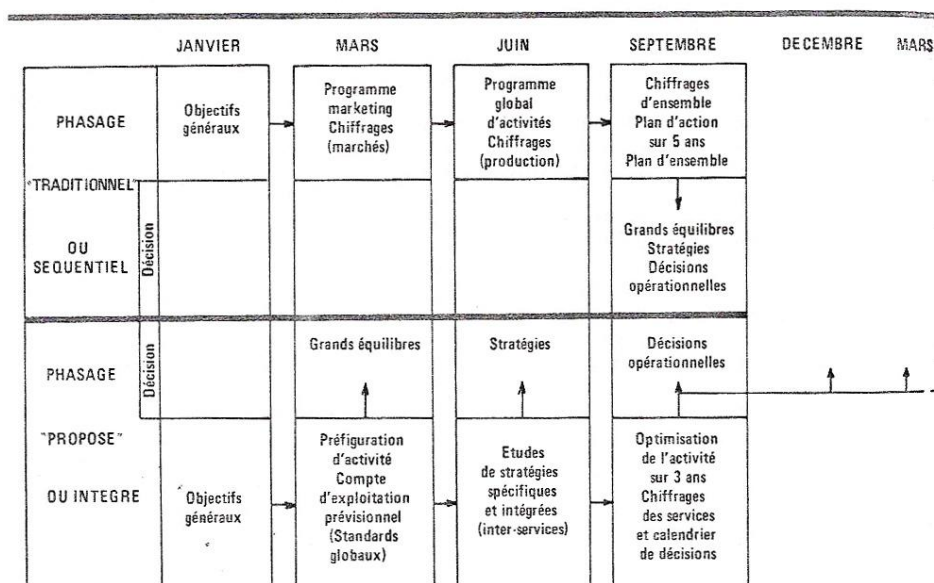 JANVIER MARS JUIN SEPTEMBRE DECEMBRE MARS
PHASAGE
"TRADITIONNEL"
OU
SEQUENTIEL
Décision
Objectifs
généraux
Programme
marketing
Chiffrages
(marchés)
Programme
global
d'activités
Chiffrages
(production)
Chiffrages
d'ensemble
Plan d'action
sur 5 ans
Plan d'ensemble
Grands équilibres
Stratégies
Décisions
opérationnelles
PHASAGE
"PROPOSE"
OU INTEGRE
Décision
Grands équilibres
Stratégies
Décisions
opérationnelles
Objectifs
généraux
Préfiguration
d'activité
Compte
d'exploitation
prévisionnel
(Standards
globaux)
Etudes
de stratégies
spécifiques
et intégrées
(inter-services)
Optimisation
de l'activité
sur 3 ans
Chiffrages
des services
et calendrier
de décisions